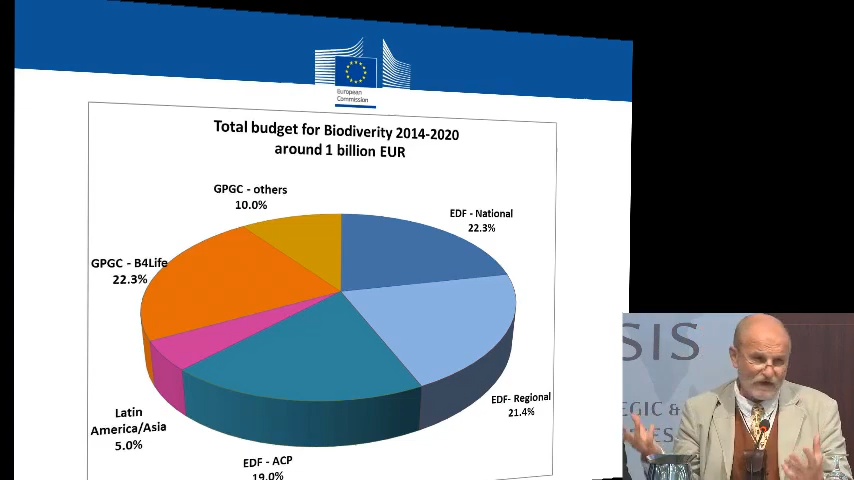 European
Commission
Total budget for Biodiverity 2014-2020
around 1 billion EUR
GPGC - others
10.0%
EDF - National
22.3%
GPGC - B4Life
22.3%
EDF- Regional
21.4%
Latin
America/Asia
5.0%
EDF - ACP
19.0%
SIS
EGIC &